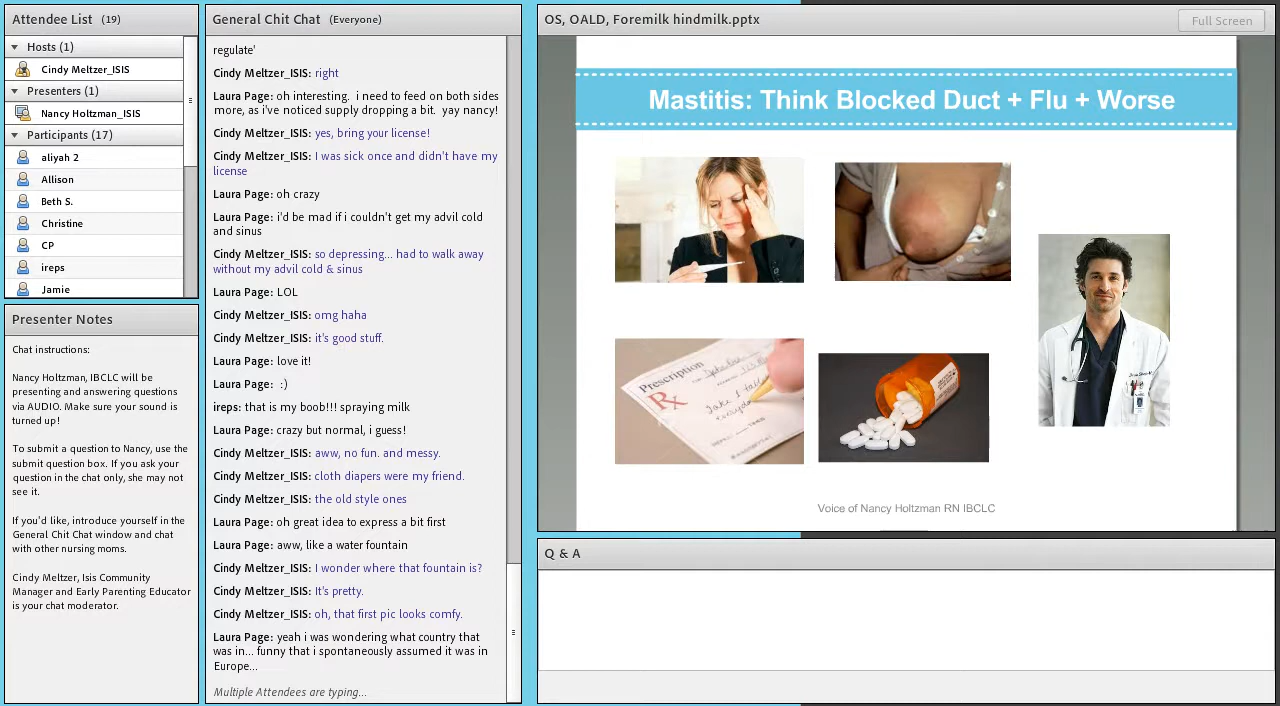 Attendee List (19)
Hosts (1)
Cindy Meltzer_ISIS
Presenters (1)
Nancy Holtzman_ISIS
Participants (17)
aliyah 2
Allison
Beth S.
Christine
CP
ireps
Jamie
Presenter Notes
Chat instructions:
Nancy Holtzman, IBCLC will be
presenting and answering questions
via AUDIO. Make sure your sound is
turned up!
To submit a question to Nancy, use the
submit question box. If you ask your
question in the chat only, she may not
see it.
If you'd like, introduce yourself in the
General Chit Chat window and chat
with other nursing moms.
Cindy Meltzer, Isis Community
Manager and Early Parenting Educator
is your chat moderator.
General Chit Chat (Everyone)
regulate'
Cindy Meltzer_ISIS: right
Laura Page: oh interesting. i need to feed on both sides
more, as i've noticed supply dropping a bit. yay nancy!
Cindy Meltzer_ISIS: yes, bring your license!
Cindy Meltzer_ISIS: I was sick once and didn't have my
license
Laura Page: oh crazy
Laura Page: i'd be mad if i couldn't get my advil cold
and sinus
Cindy Meltzer_ISIS: so depressing... had to walk away
without my advil cold & sinus
Laura Page: LOL
Cindy Meltzer_ISIS: omg haha
Cindy Meltzer_ISIS: it's good stuff.
Laura Page: love it!
Laura Page: :)
ireps: that is my boob!!! spraying milk
Laura Page: crazy but normal, i guess!
Cindy Meltzer_ISIS: aww, no fun. and messy.
Cindy Meltzer_ISIS: cloth diapers were my friend.
Cindy Meltzer_ISIS: the old style ones
Laura Page: oh great idea to express a bit first
Laura Page: aww, like a water fountain
Cindy Meltzer_ISIS: I wonder where that fountain is?
Cindy Meltzer_ISIS: It's pretty.
Cindy Meltzer_ISIS: oh, that first pic looks comfy.
Laura Page: yeah i was wondering what country that
was in... funny that i spontaneously assumed it was in
Europe...
Multiple Attendees are typing...
OS, OALD, Foremilk hindmilk.pptx
Full Screen
Mastitis: Think Blocked Duct + Flu + Worse
Prescription
Rx
Voice of Nancy Holtzman RN IBCLC
Q & A